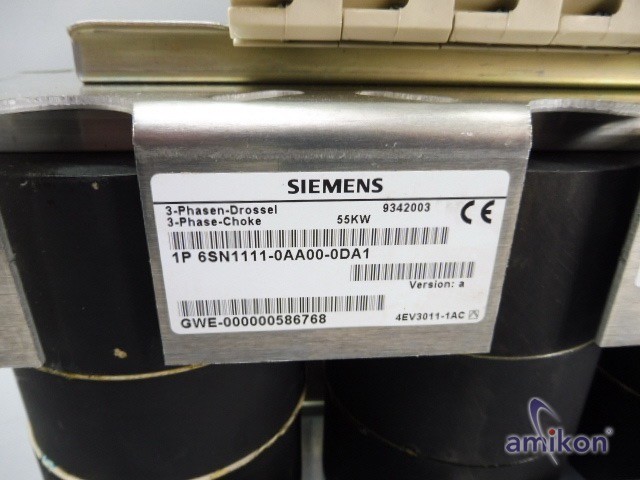 SIEMENS
3-Phasen-Drossel 9342003
3-Phase-Choke 55KW
CE
1P 6SN1111-0AA00-0DA1
Version: a
GWE-000000586768
4EV3011-1AC
amikon